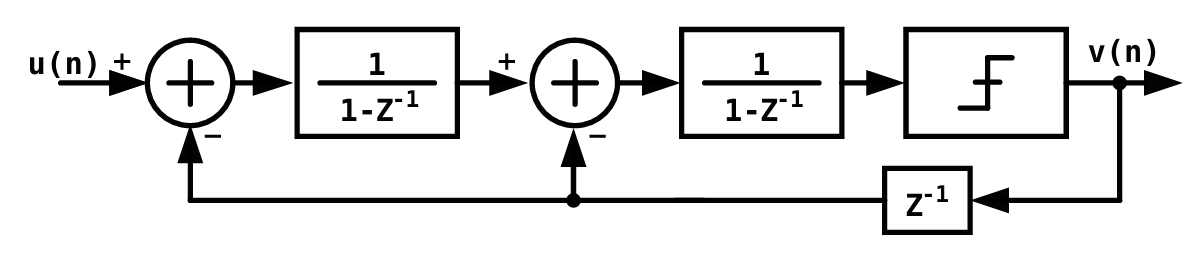 u(n) + 1 + 1 v(n)
1-Z⁻¹ 1-Z⁻¹
− −
Z⁻¹